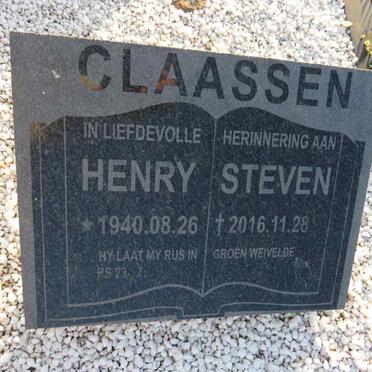 CLAASSEN
IN LIEFDEVOLLE HERINNERING AAN
HENRY STEVEN
* 1940.08.26 † 2016.11.28
HY LAAT MY RUS IN GROEN WEIVELDE
PS 23 2